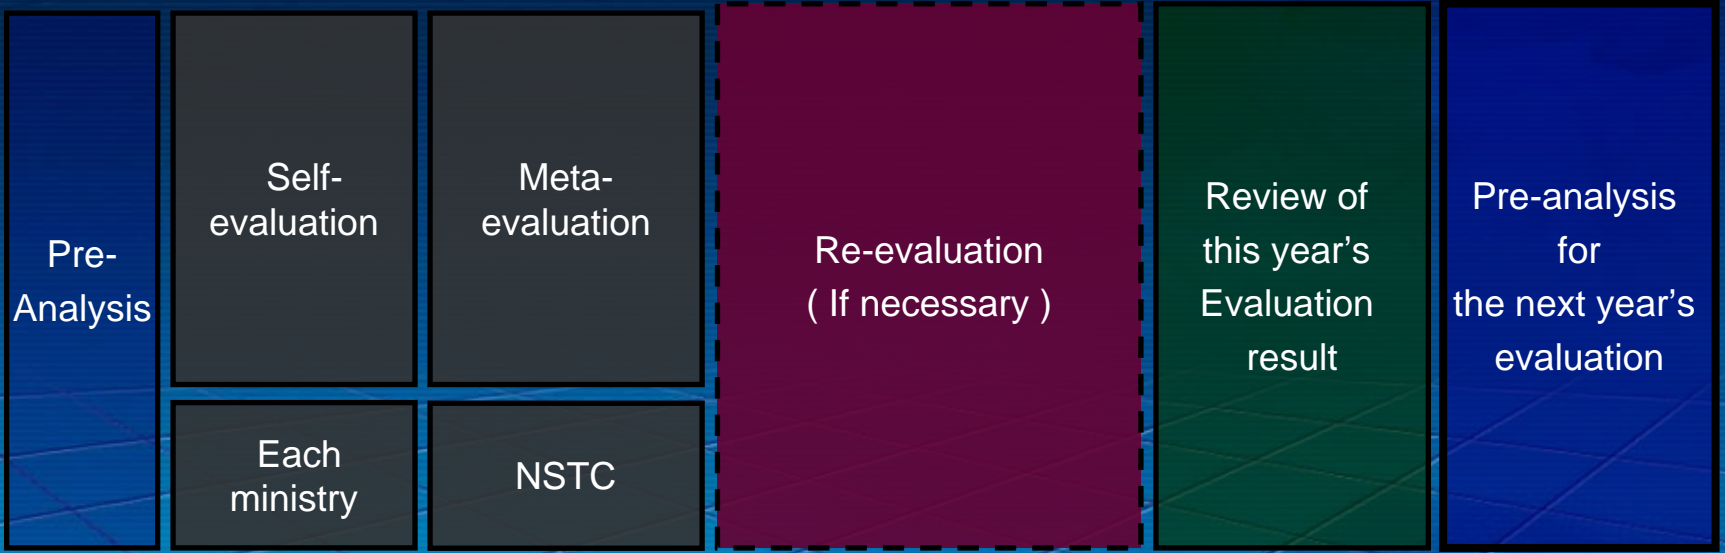 Pre-
Analysis
Self-
evaluation
Each
ministry
Meta-
evaluation
NSTC
Re-evaluation
( If necessary )
Review of
this year’s
Evaluation
result
Pre-analysis
for
the next year’s
evaluation